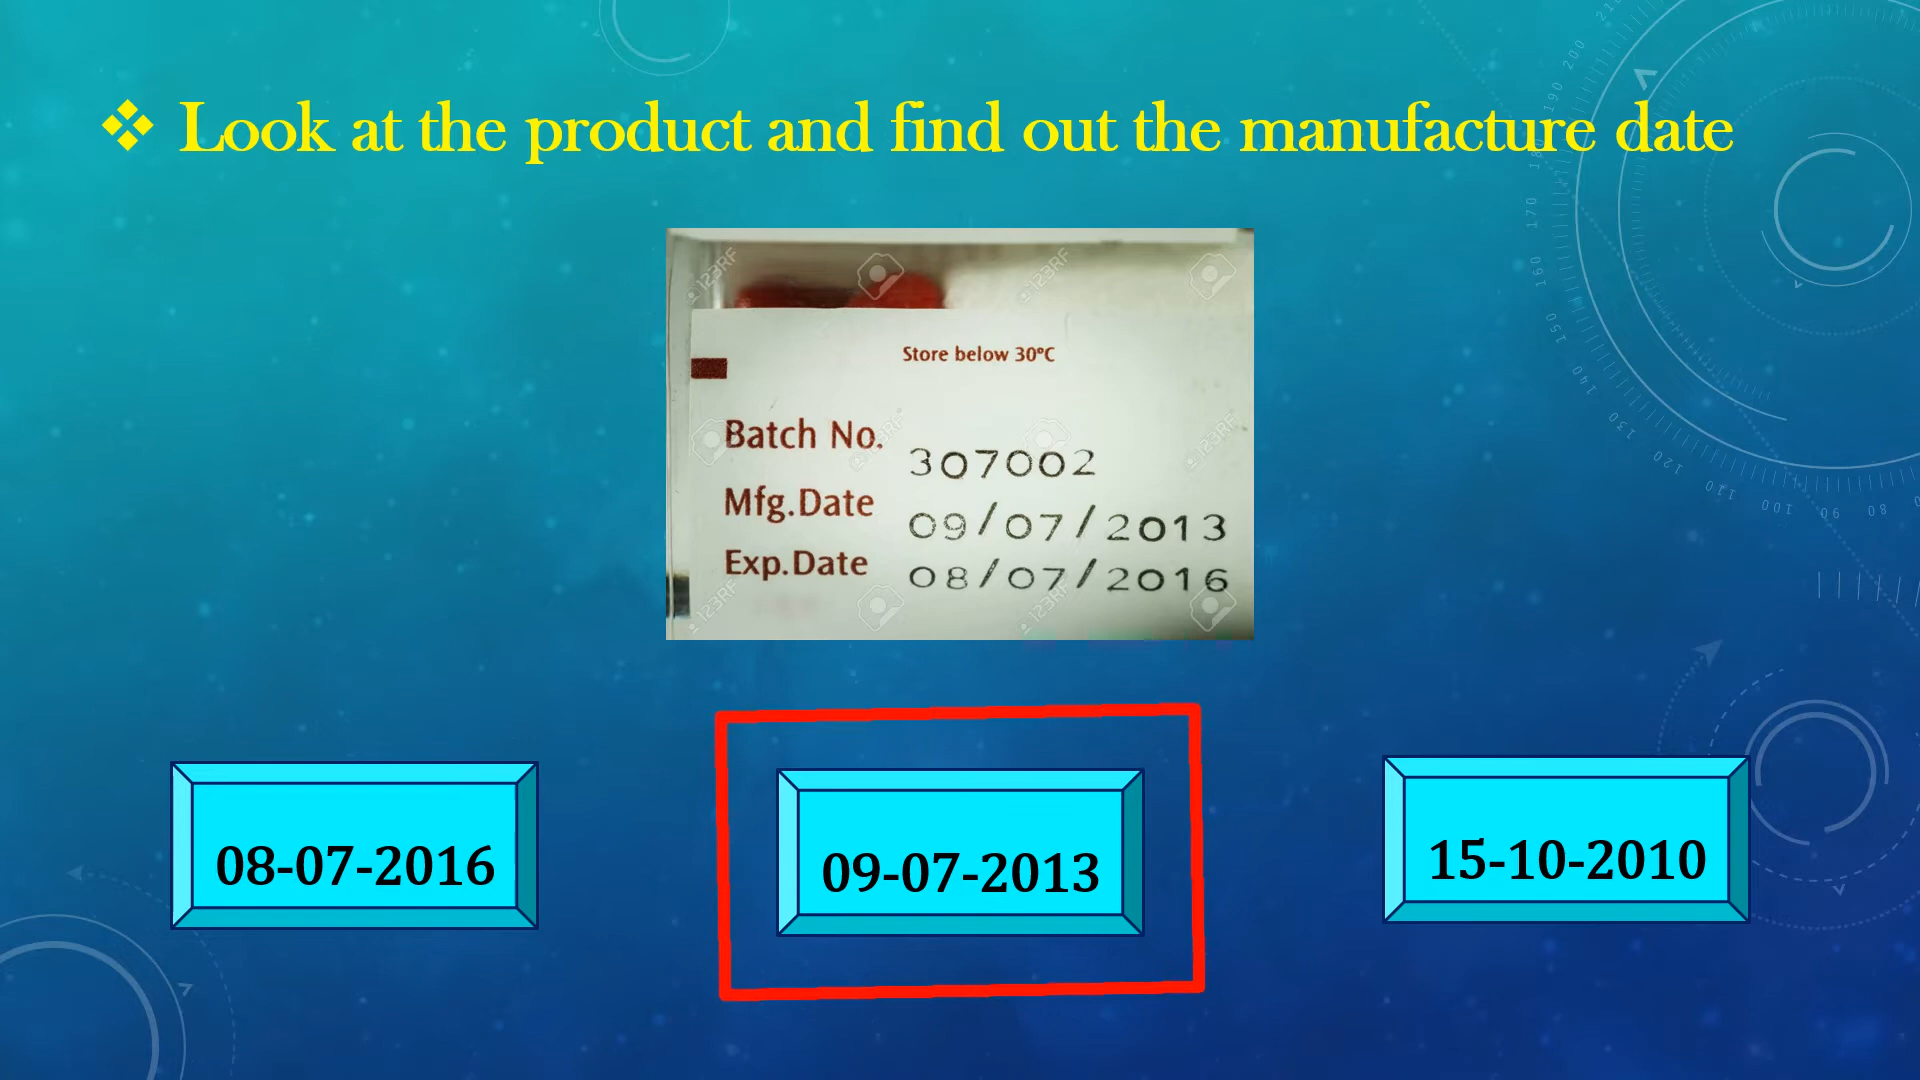 ❖ Look at the product and find out the manufacture date
Store below 30°C
Batch No. 307002
Mfg.Date 09/07/2013
Exp.Date 08/07/2016
08-07-2016
09-07-2013
15-10-2010